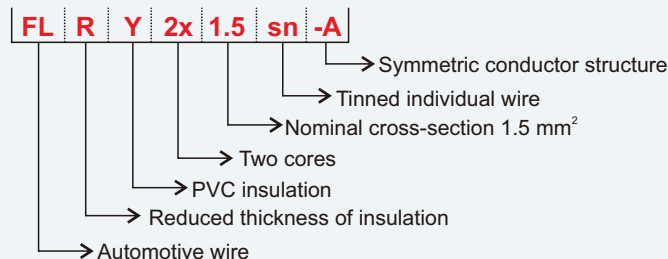 FL R Y 2x 1.5 sn -A
Symmetric conductor structure
Tinned individual wire
Nominal cross-section 1.5 mm²
Two cores
PVC insulation
Reduced thickness of insulation
Automotive wire